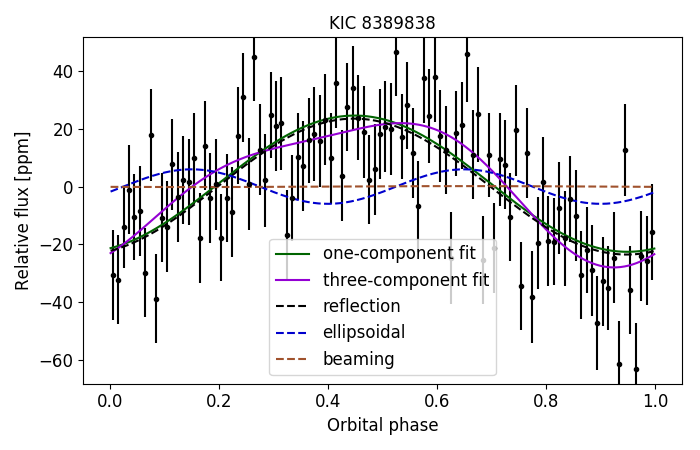 KIC 8389838
Relative flux [ppm]
40
20
0
−20
−40
−60
one-component fit
three-component fit
reflection
ellipsoidal
beaming
0.0 0.2 0.4 0.6 0.8 1.0
Orbital phase